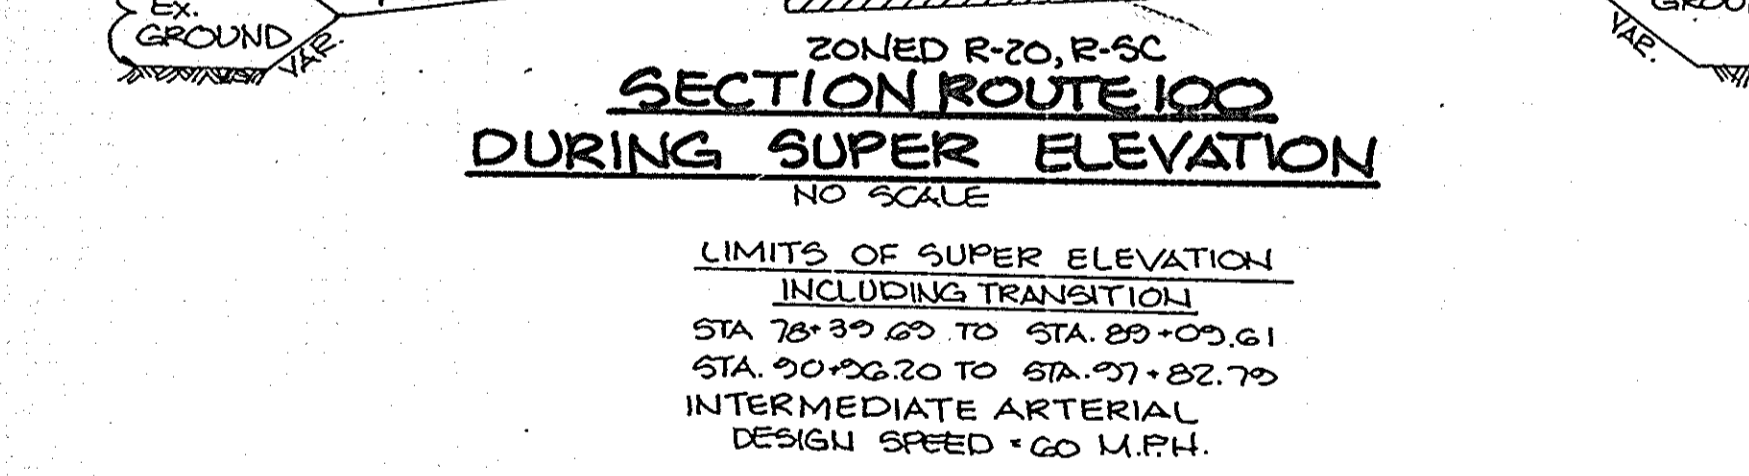 EX.
GROUND
VAR.
GROU
VAR.
ZONED R-20, R-SC
SECTION ROUTE 100
DURING SUPER ELEVATION
NO SCALE
LIMITS OF SUPER ELEVATION
INCLUDING TRANSITION
STA 78+39.69 TO STA. 89+09.61
STA. 90+96.20 TO STA. 97+82.79
INTERMEDIATE ARTERIAL
DESIGN SPEED = 60 M.P.H.